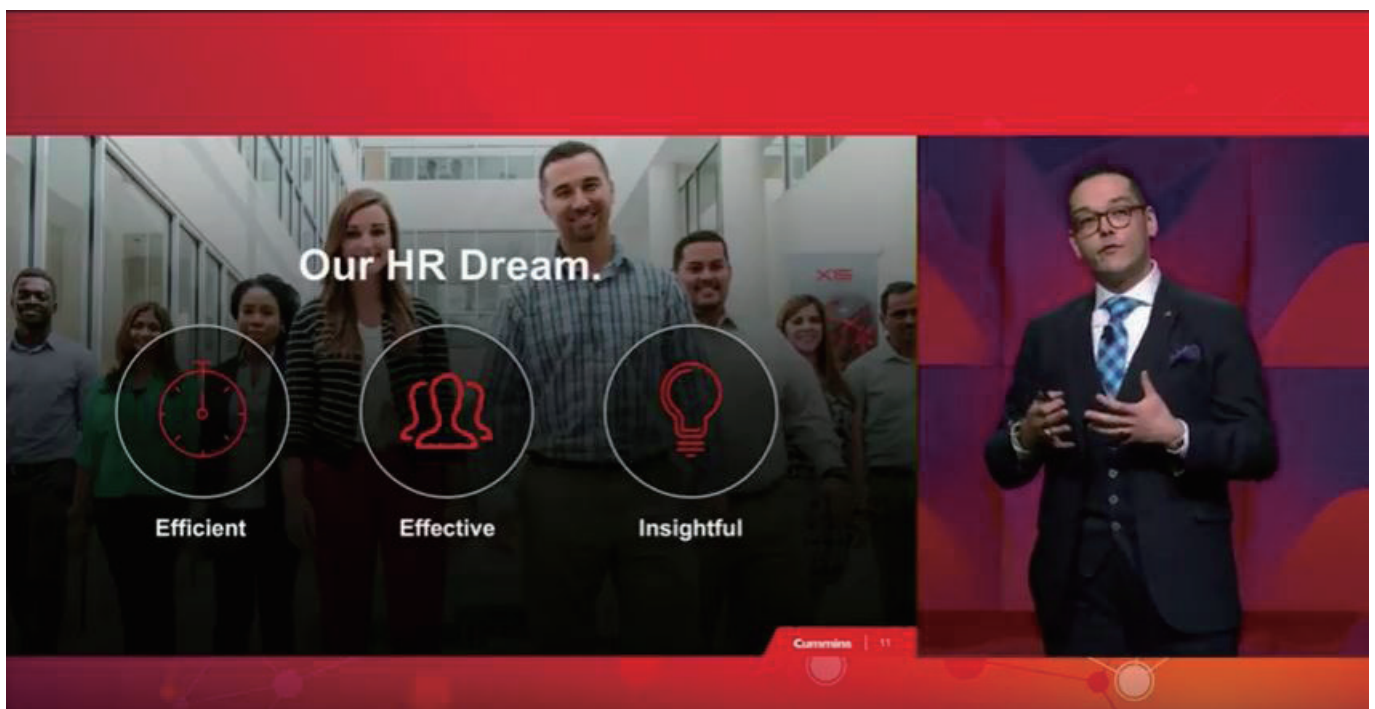 Our HR Dream.
Efficient
Effective
Insightful
Cummins | 11